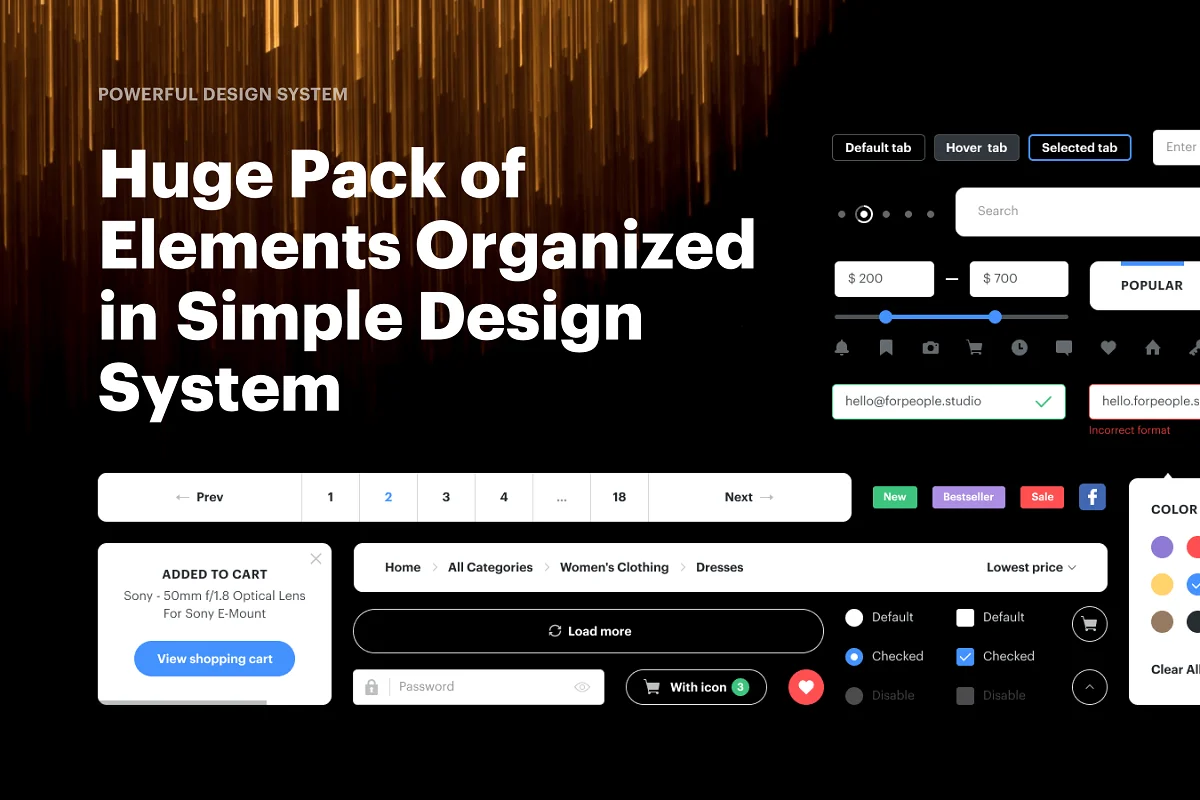 POWERFUL DESIGN SYSTEM
Huge Pack of
Elements Organized
in Simple Design
System
Default tab
Hover tab
Selected tab
Enter
Search
$ 200
—
$ 700
POPULAR
hello@forpeople.studio
hello.forpeople.s
Incorrect format
← Prev
1
2
3
4
...
18
Next →
New
Bestseller
Sale
f
COLOR
ADDED TO CART
Sony - 50mm f/1.8 Optical Lens
For Sony E-Mount
View shopping cart
Home > All Categories > Women's Clothing > Dresses
Lowest price
Load more
Default
Default
Checked
Checked
Password
With icon 3
Disable
Disable
Clear All